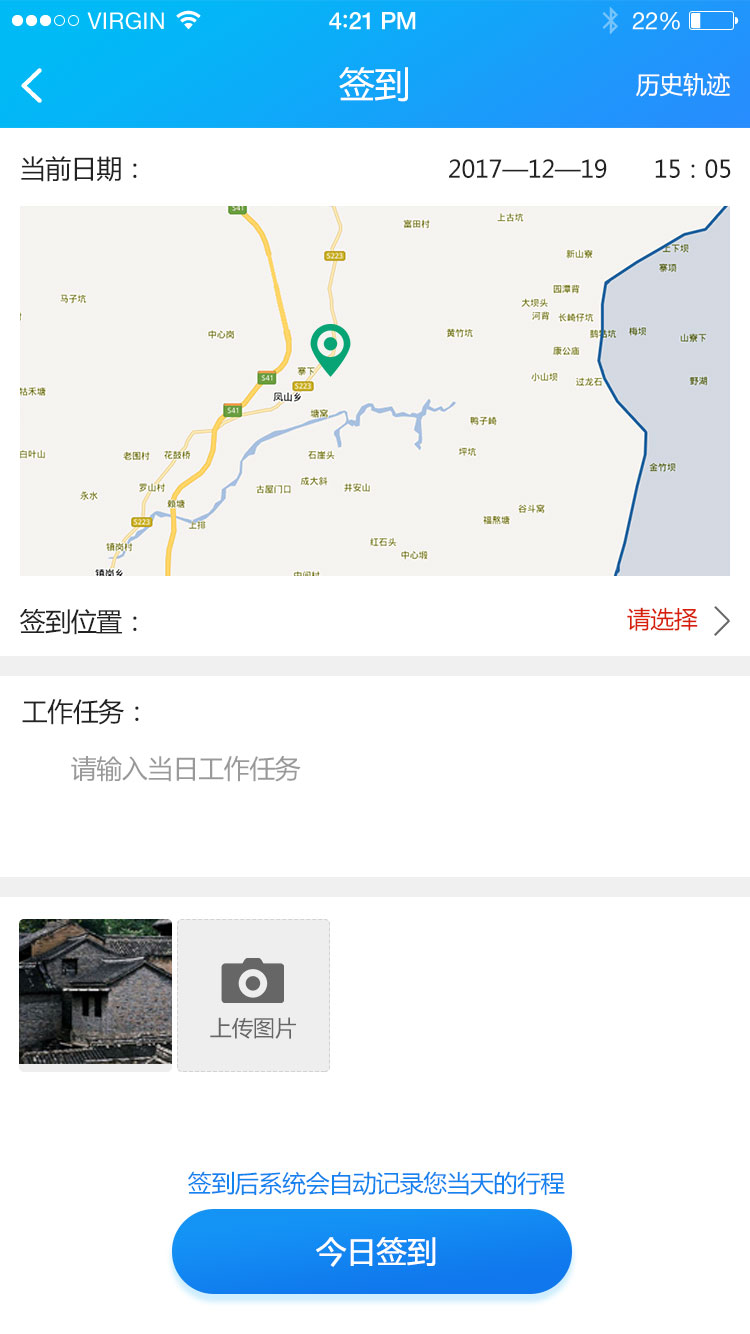 VIRGIN 4:21 PM 22%
签到 历史轨迹
当前日期： 2017—12—19 15：05
S41
上古坑
富田村
新山寮
上下坝
S223
寨项
园潭背
马子坑
大坝头
河背 长崎仔坑
中心岗
黄竹坑
鹅牯坑 梅坝
山寮下
康公庙
寨下
S41
小山坝 过龙石
野湖
S223
牯禾塘
凤山乡
S41
塘窝
鸭子崎
白叶山
老围村 花鼓桥
石崖头
坪坑
金竹坝
永水
罗山村
古屋门口 成大斜 井安山
赖塘
谷斗窝
S223
上排
福熬塘
镇岗村
红石头
中心塅
镇岗乡
中间村
签到位置： 请选择
工作任务：
请输入当日工作任务
上传图片
签到后系统会自动记录您当天的行程
今日签到